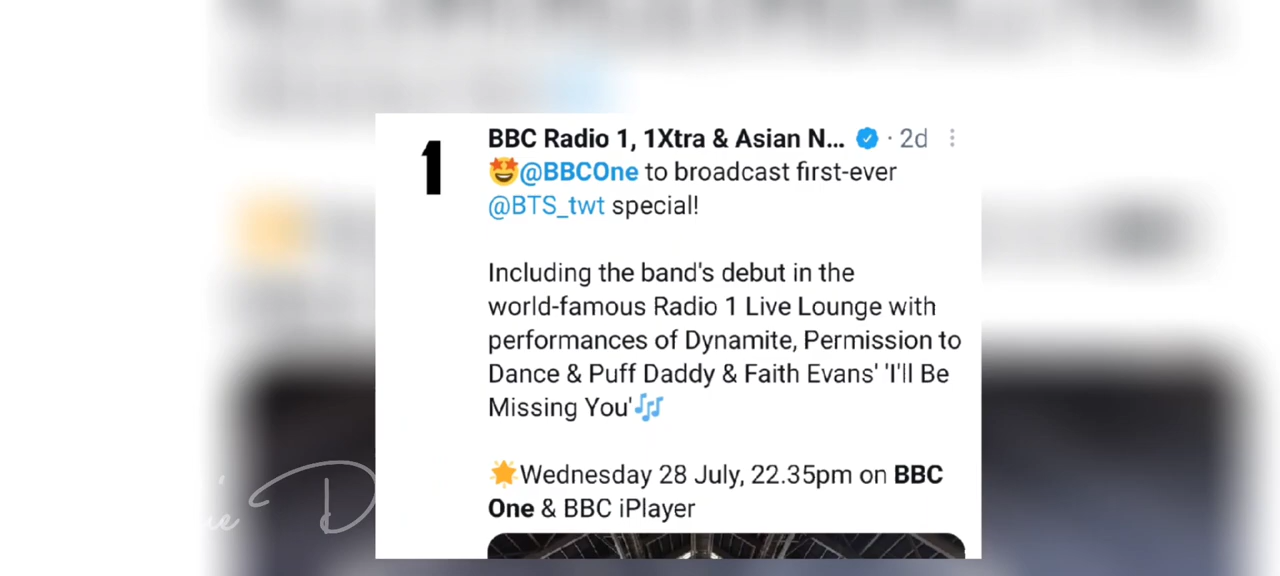 1
BBC Radio 1, 1Xtra & Asian N... · 2d
🤩@BBCOne to broadcast first-ever
@BTS_twt special!
Including the band's debut in the
world-famous Radio 1 Live Lounge with
performances of Dynamite, Permission to
Dance & Puff Daddy & Faith Evans' 'I'll Be
Missing You'🎶
🌟Wednesday 28 July, 22.35pm on BBC
One & BBC iPlayer